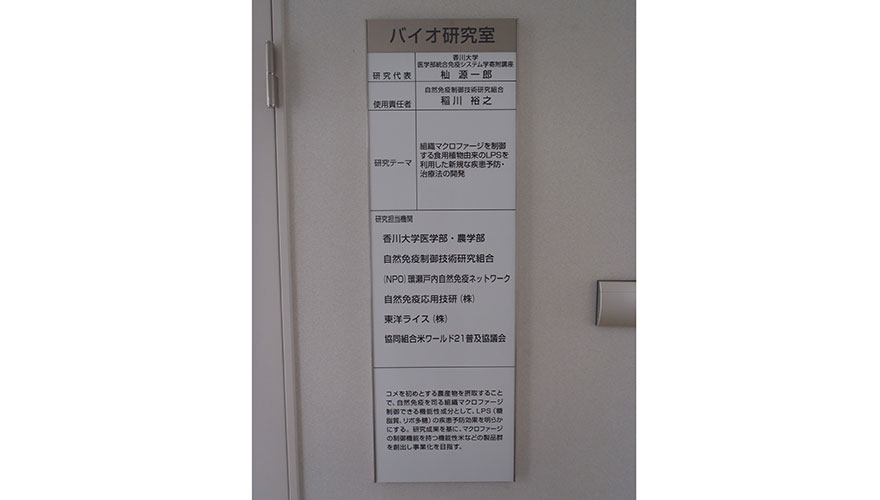 バイオ研究室
研究代表
香川大学
医学部統合免疫システム学寄附講座
杣 源一郎
使用責任者
自然免疫制御技術研究組合
稲川 裕之
研究テーマ
組織マクロファージを制御
する食用植物由来のLPSを
利用した新規な疾患予防・
治療法の開発
研究担当機関
香川大学医学部・農学部
自然免疫制御技術研究組合
(NPO)環瀬戸内自然免疫ネットワーク
自然免疫応用技研(株)
東洋ライス(株)
協同組合米ワールド21普及協議会
コメを初めとする農産物を摂取すること
で、自然免疫を司る組織マクロファージ
制御できる機能性成分として、LPS(糖
脂質、リポ多糖)の疾患予防効果を明らか
にする。研究成果を基に、マクロファージ
の制御機能を持つ機能性米などの製品群
を創出し事業化を目指す。